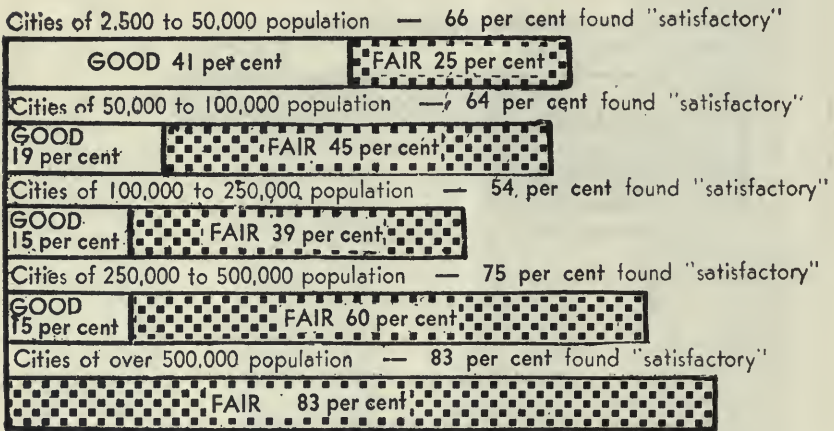 Cities of 2,500 to 50,000 population — 66 per cent found "satisfactory"
GOOD 41 per cent FAIR 25 per cent
Cities of 50,000 to 100,000 population — 64 per cent found "satisfactory"
GOOD
19 per cent FAIR 45 per cent
Cities of 100,000 to 250,000 population — 54 per cent found "satisfactory"
GOOD
15 per cent FAIR 39 per cent
Cities of 250,000 to 500,000 population — 75 per cent found "satisfactory"
GOOD
15 per cent FAIR 60 per cent
Cities of over 500,000 population — 83 per cent found "satisfactory"
FAIR 83 per cent